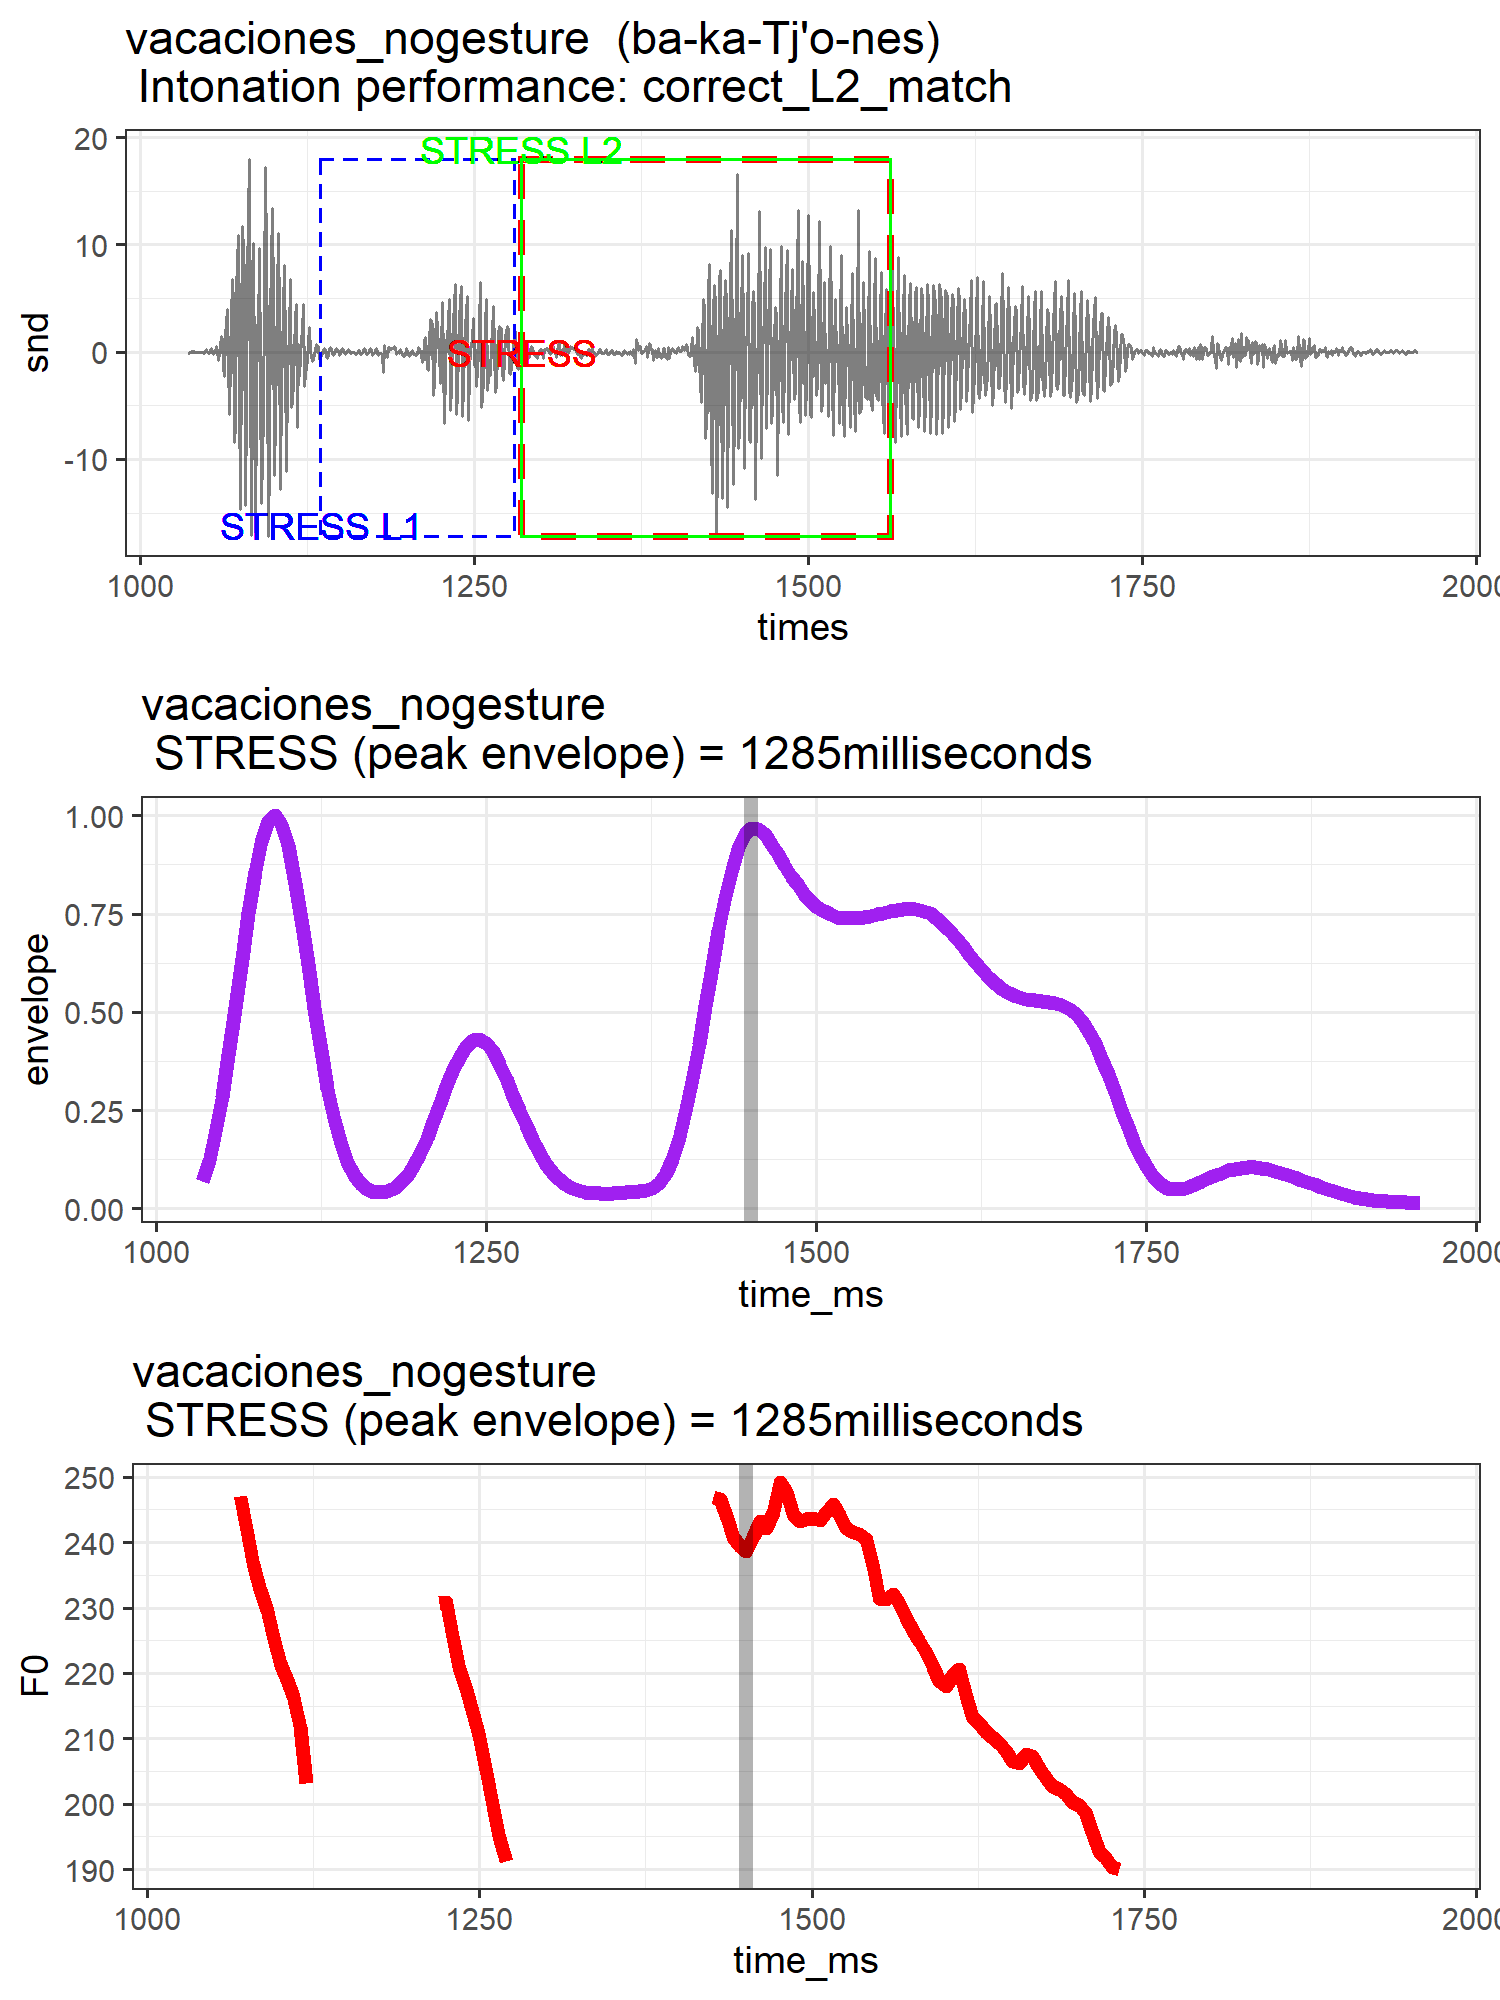 vacaciones_nogesture  (ba-ka-Tj'o-nes)
Intonation performance: correct_L2_match
20
10
0
-10
snd
STRESS L2
STRESS
STRESS L1
1000 1250 1500 1750 2000
times
vacaciones_nogesture
STRESS (peak envelope) = 1285milliseconds
1.00
0.75
0.50
0.25
0.00
envelope
1000 1250 1500 1750 2000
time_ms
vacaciones_nogesture
STRESS (peak envelope) = 1285milliseconds
250
240
230
220
210
200
190
F0
1000 1250 1500 1750 2000
time_ms